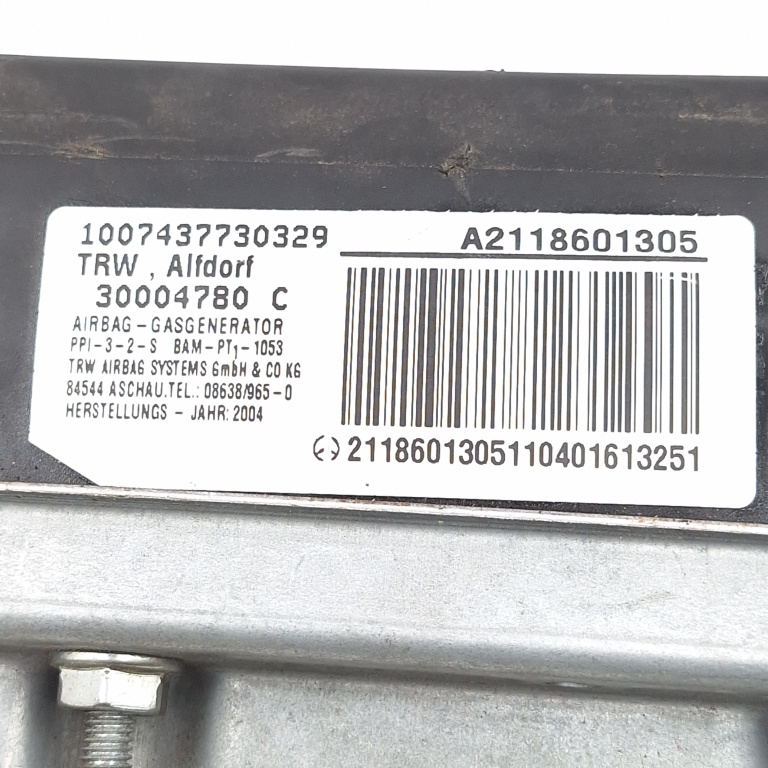 1007437730329
A2118601305
TRW , Alfdorf
30004780 C
AIRBAG - GASGENERATOR
PPI-3-2-S BAM-PT1-1053
TRW AIRBAG SYSTEMS GmbH & CO KG
84544 ASCHAU.TEL.: 08638/965-0
HERSTELLUNGS - JAHR: 2004
2118601305110401613251